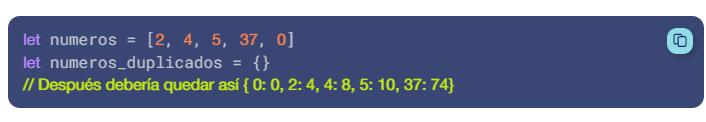 let numeros = [2, 4, 5, 37, 0]
let numeros_duplicados = {}
// Después debería quedar así { 0: 0, 2: 4, 4: 8, 5: 10, 37: 74}